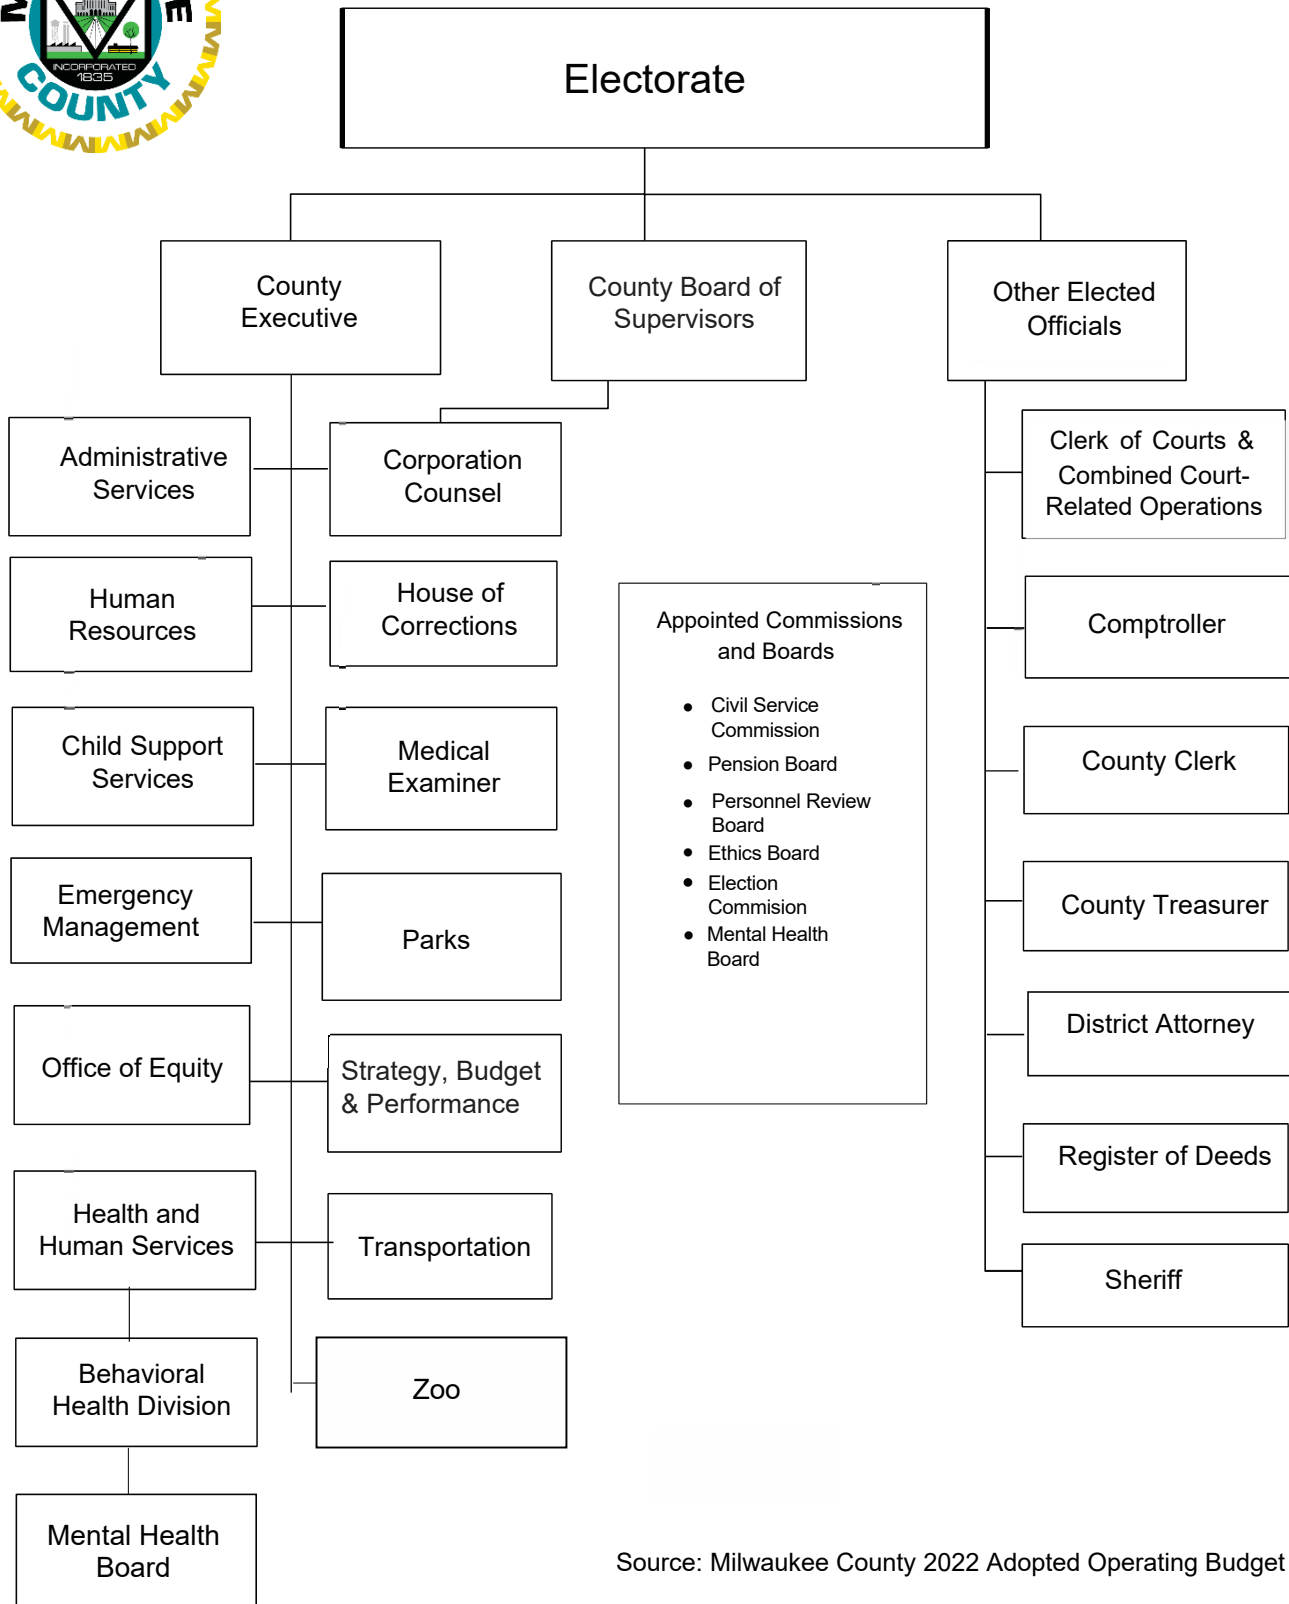 INCORPORATED
1835
COUNTY
Electorate
County
Executive
County Board of
Supervisors
Other Elected
Officials
Administrative
Services
Corporation
Counsel
Clerk of Courts &
Combined Court-
Related Operations
Human
Resources
House of
Corrections
Appointed Commissions
and Boards
• Civil Service
Commission
• Pension Board
• Personnel Review
Board
• Ethics Board
• Election
Commision
• Mental Health
Board
Comptroller
Child Support
Services
Medical
Examiner
County Clerk
Emergency
Management
Parks
County Treasurer
Office of Equity
Strategy, Budget
& Performance
District Attorney
Health and
Human Services
Transportation
Register of Deeds
Sheriff
Behavioral
Health Division
Zoo
Mental Health
Board
Source: Milwaukee County 2022 Adopted Operating Budget